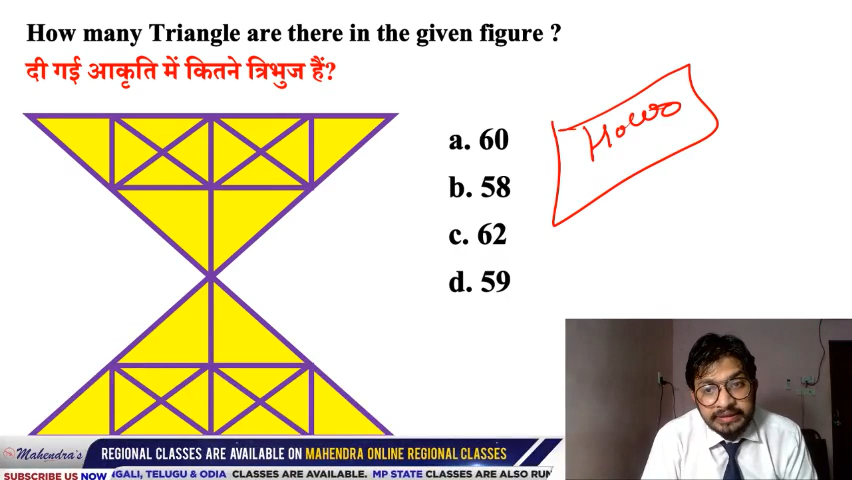 How many Triangle are there in the given figure ?
दी गई आकृति में कितने त्रिभुज हैं?
a. 60
b. 58
c. 62
d. 59
Mahendra's
REGIONAL CLASSES ARE AVAILABLE ON MAHENDRA ONLINE REGIONAL CLASSES
SUBSCRIBE US NOW
GALI, TELUGU & ODIA CLASSES ARE AVAILABLE. MP STATE CLASSES ARE ALSO RUN